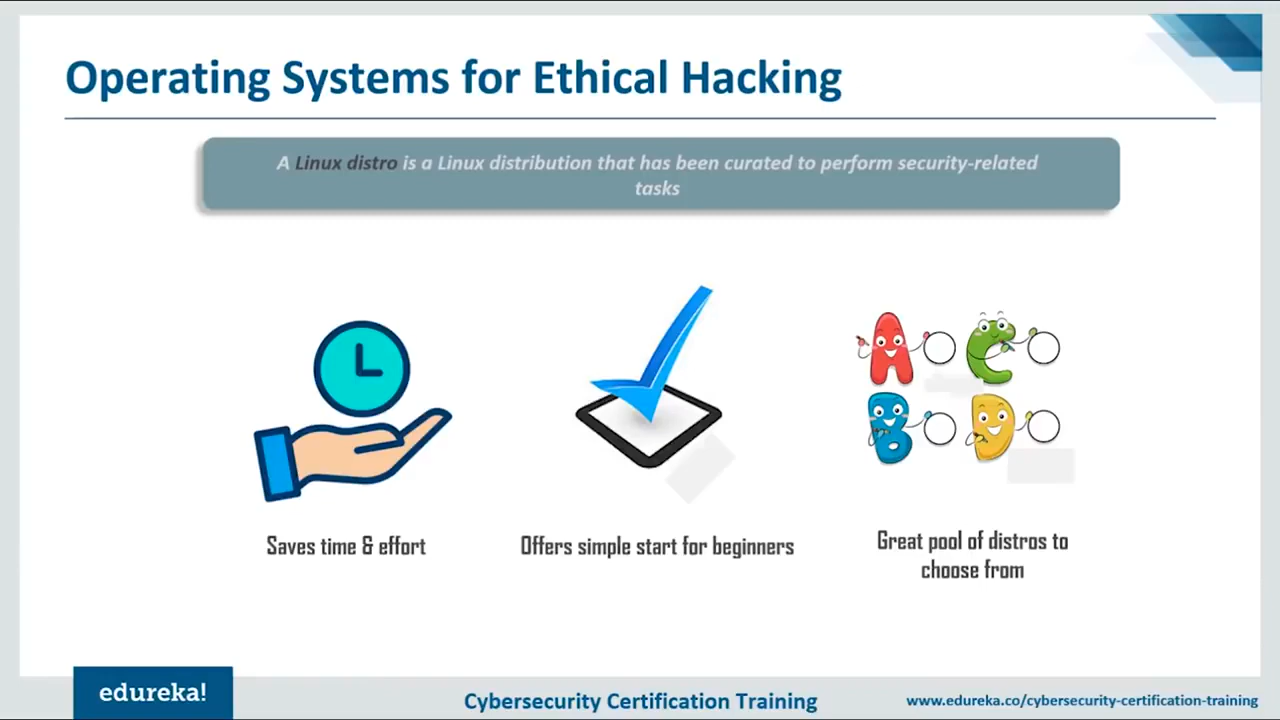 Operating Systems for Ethical Hacking
A Linux distro is a Linux distribution that has been curated to perform security-related
tasks
A C
B D
Saves time & effort
Offers simple start for beginners
Great pool of distros to
choose from
edureka!
Cybersecurity Certification Training
www.edureka.co/cybersecurity-certification-training